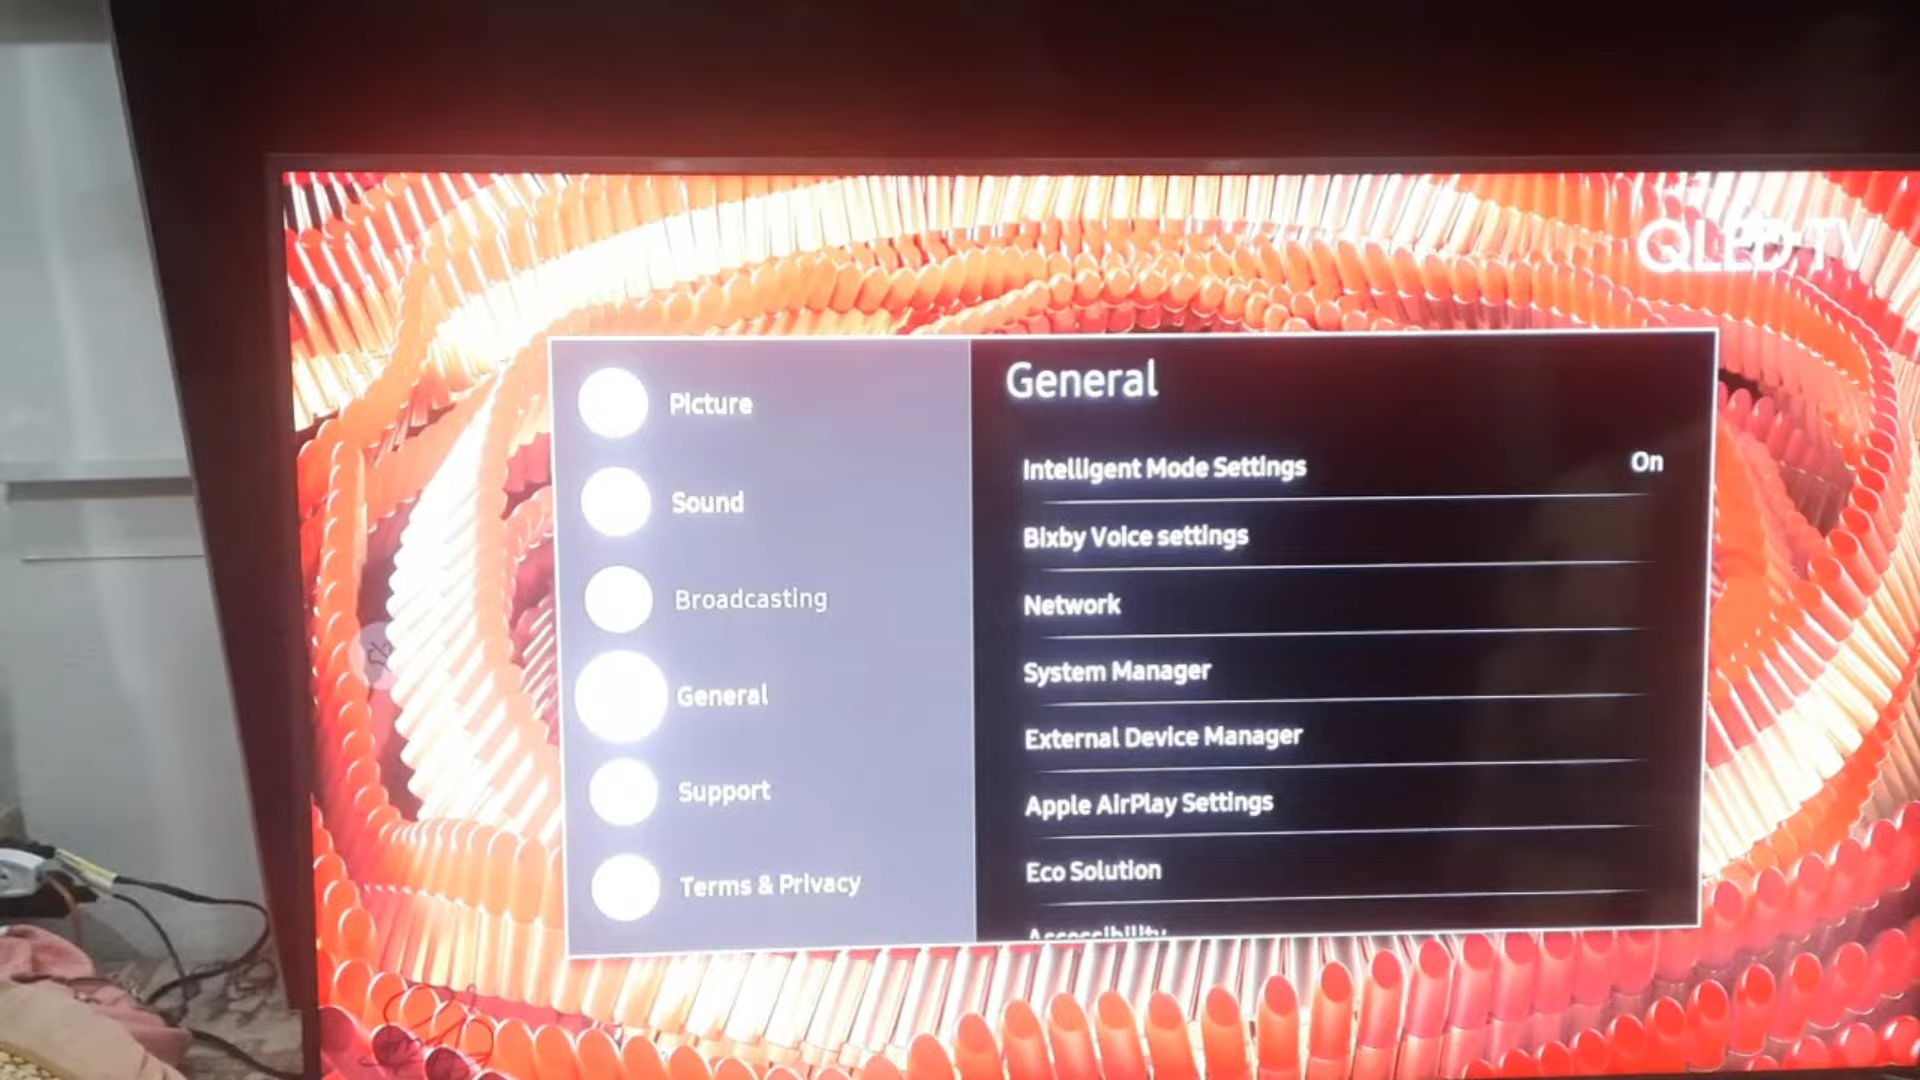 QLED TV
Picture
Sound
Broadcasting
General
Support
Terms & Privacy
General
Intelligent Mode Settings On
Bixby Voice settings
Network
System Manager
External Device Manager
Apple AirPlay Settings
Eco Solution
Accessibility